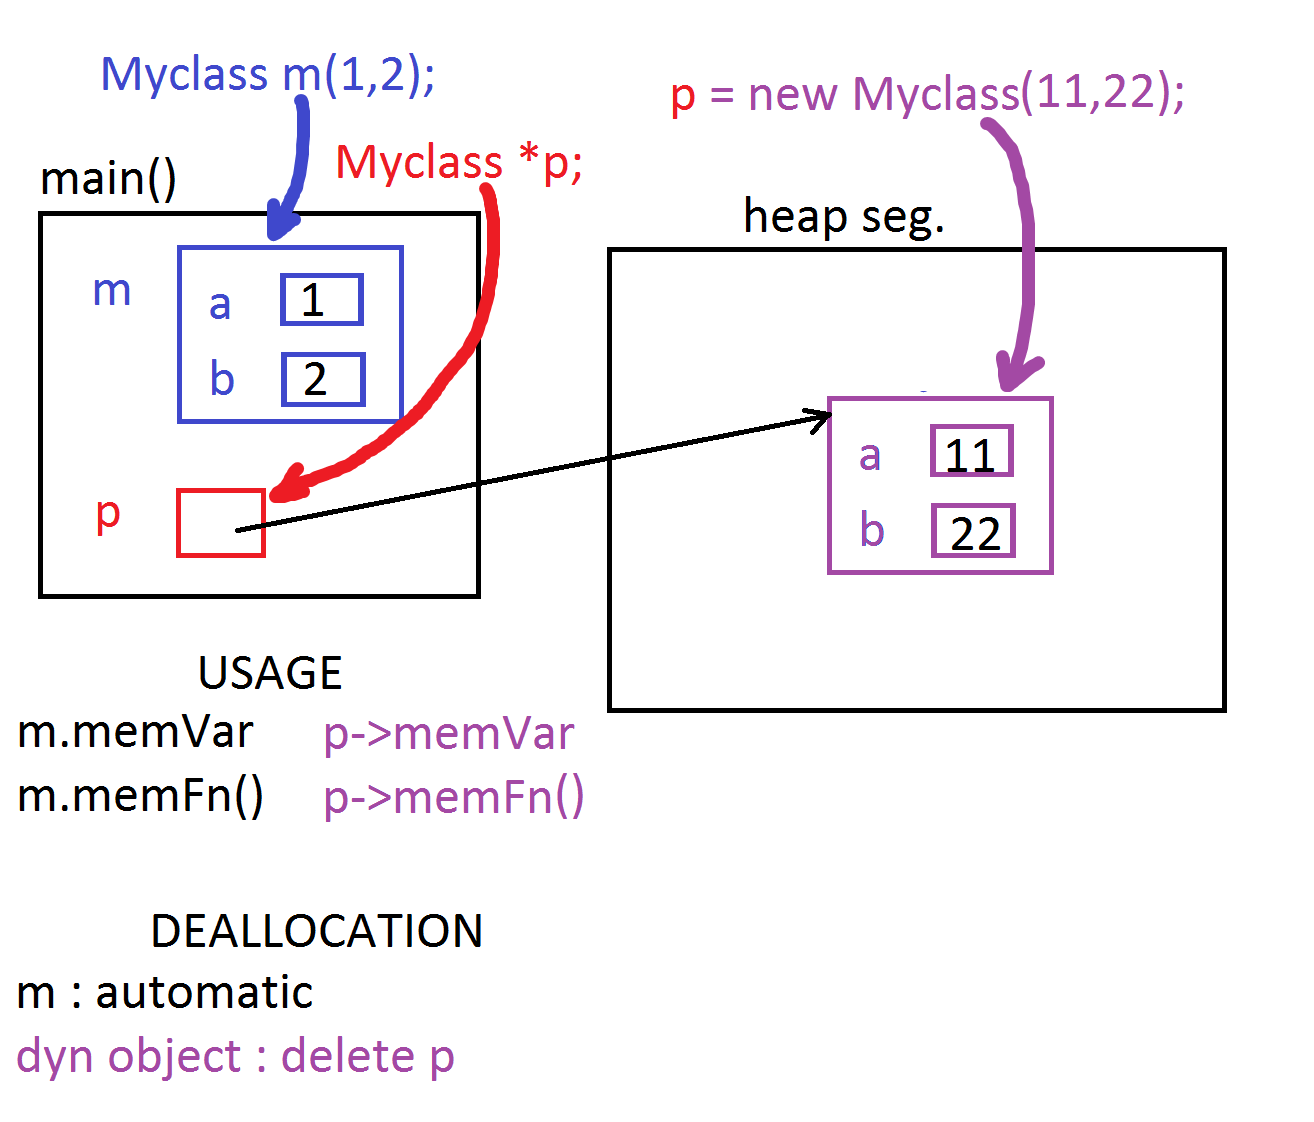 Myclass m(1,2);
p = new Myclass(11,22);
Myclass *p;
main()
heap seg.
m
a 1
b 2
p
a 11
b 22
USAGE
m.memVar p->memVar
m.memFn() p->memFn()
DEALLOCATION
m : automatic
dyn object : delete p